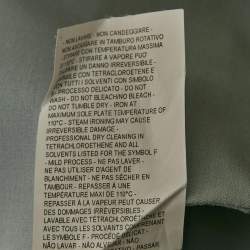 NON LAVARE - NON CANDEGGIARE -
NON ASCIUGARE IN TAMBURO ROTATIVO
- STIRARE CON TEMPERATURA MASSIMA
110°C - STIRARE A VAPORE PUO'
UN DANNO IRREVERSIBILE -
CON TETRACLOROETENE E
CON TUTTI I SOLVENTI CON SIMBOLO
F - PROCESSO DELICATO - DO NOT
WASH - DO NOT BLEACH/NO BLEACH-
DO NOT TUMBLE DRY - IRON AT
MAXIMUM SOLE PLATE TEMPERATURE OF
110°C - STEAM IRONING MAY CAUSE
IRREVERSIBLE DAMAGE -
PROFESSIONAL DRY CLEANING IN
TETRACHLOROETHENE AND ALL
SOLVENTS LISTED FOR THE SYMBOL F
- MILD PROCESS - NE PAS LAVER -
NE PAS UTILISER D'AGENT DE
BLANCHIMENT - NE PAS SÉCHER EN
TAMBOUR - REPASSER À UNE
TEMPÉRATURE MAXI DE 110°C -
REPASSER À LA VAPEUR PEUT CAUSER
DES DOMMAGES IRRÉVERSIBLES -
LAVABLE AVEC TÉTRACHLOROÉTHÈNE ET
AVEC TOUS LES SOLVANTS CONCERNANT
LE SYMBOLE F - PROCESSUS DÉLICAT -
NÃO LAVAR - NÃO